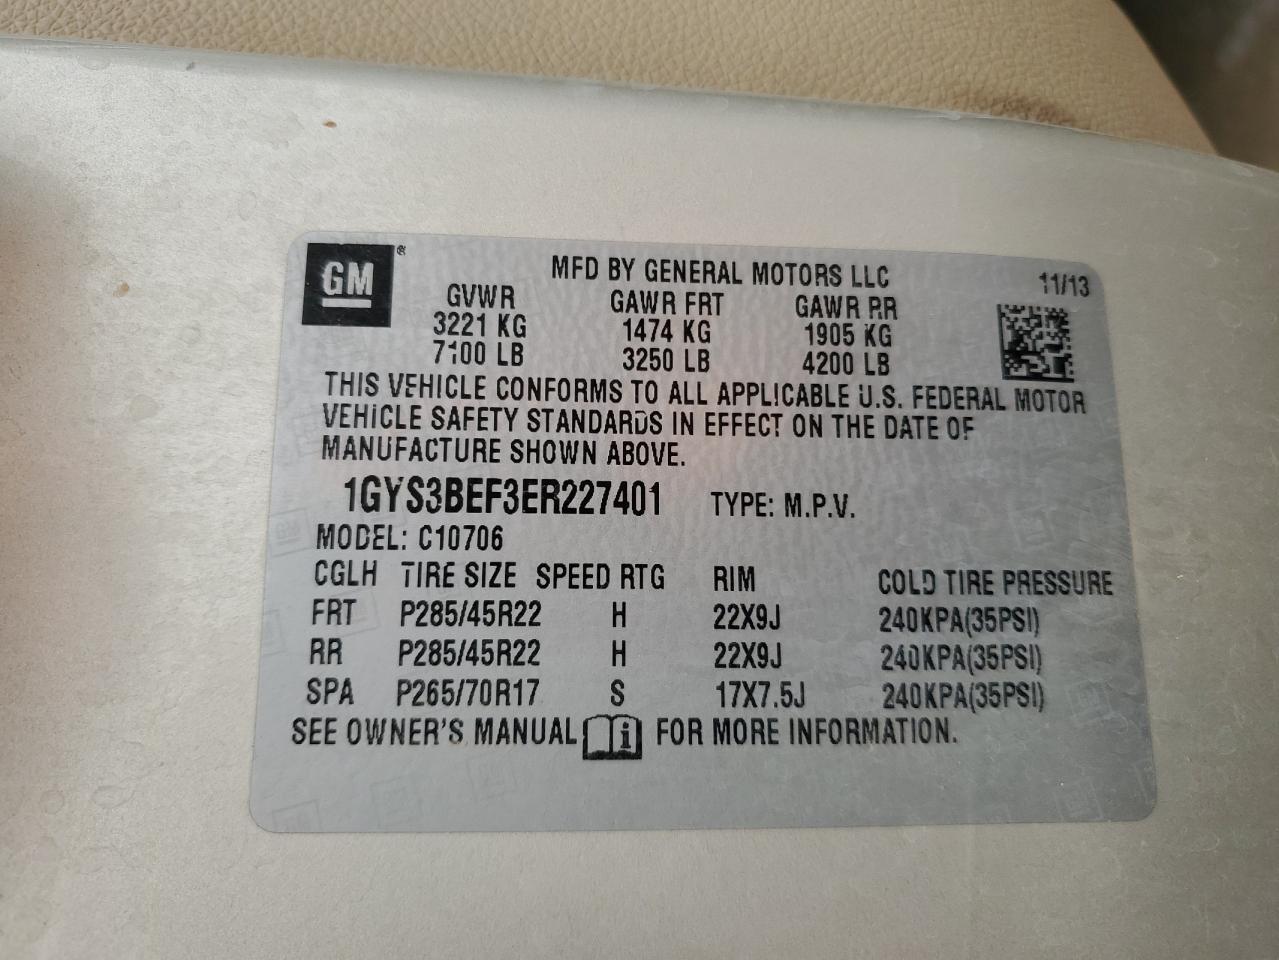 GM®
MFD BY GENERAL MOTORS LLC 11/13
GVWR GAWR FRT GAWR RR
3221 KG 1474 KG 1905 KG
7100 LB 3250 LB 4200 LB
THIS VEHICLE CONFORMS TO ALL APPLICABLE U.S. FEDERAL MOTOR
VEHICLE SAFETY STANDARDS IN EFFECT ON THE DATE OF
MANUFACTURE SHOWN ABOVE.
1GYS3BEF3ER227401 TYPE: M.P.V.
MODEL: C10706
CGLH TIRE SIZE SPEED RTG RIM COLD TIRE PRESSURE
FRT P285/45R22 H 22X9J 240KPA(35PSI)
RR P285/45R22 H 22X9J 240KPA(35PSI)
SPA P265/70R17 S 17X7.5J 240KPA(35PSI)
SEE OWNER'S MANUAL i FOR MORE INFORMATION.